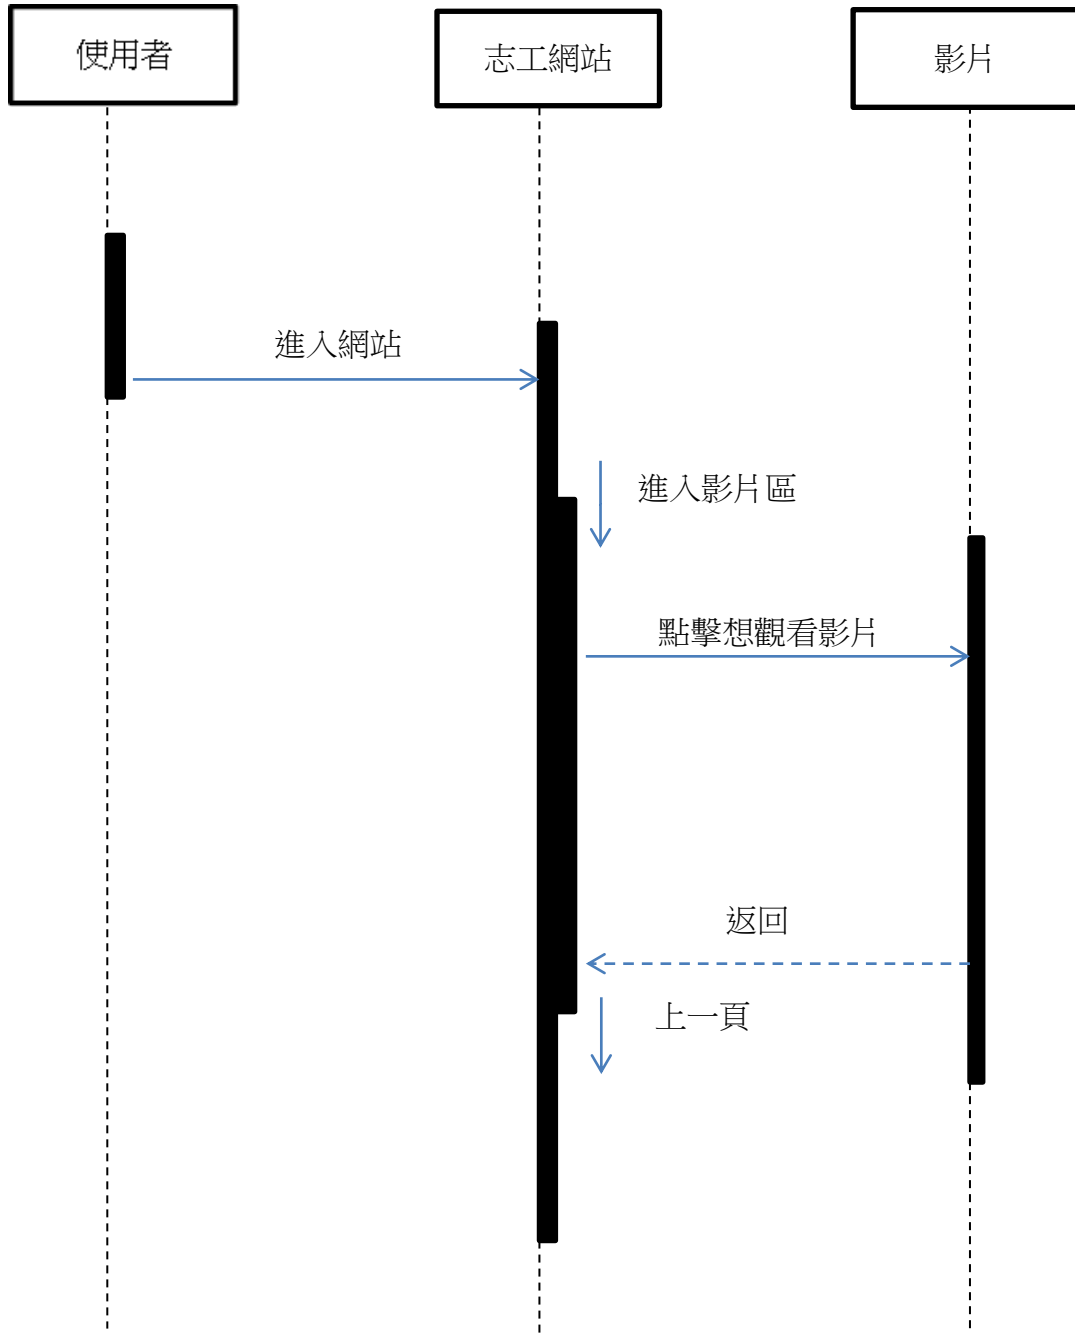 使用者
志工網站
影片
進入網站
進入影片區
點擊想觀看影片
返回
上一頁